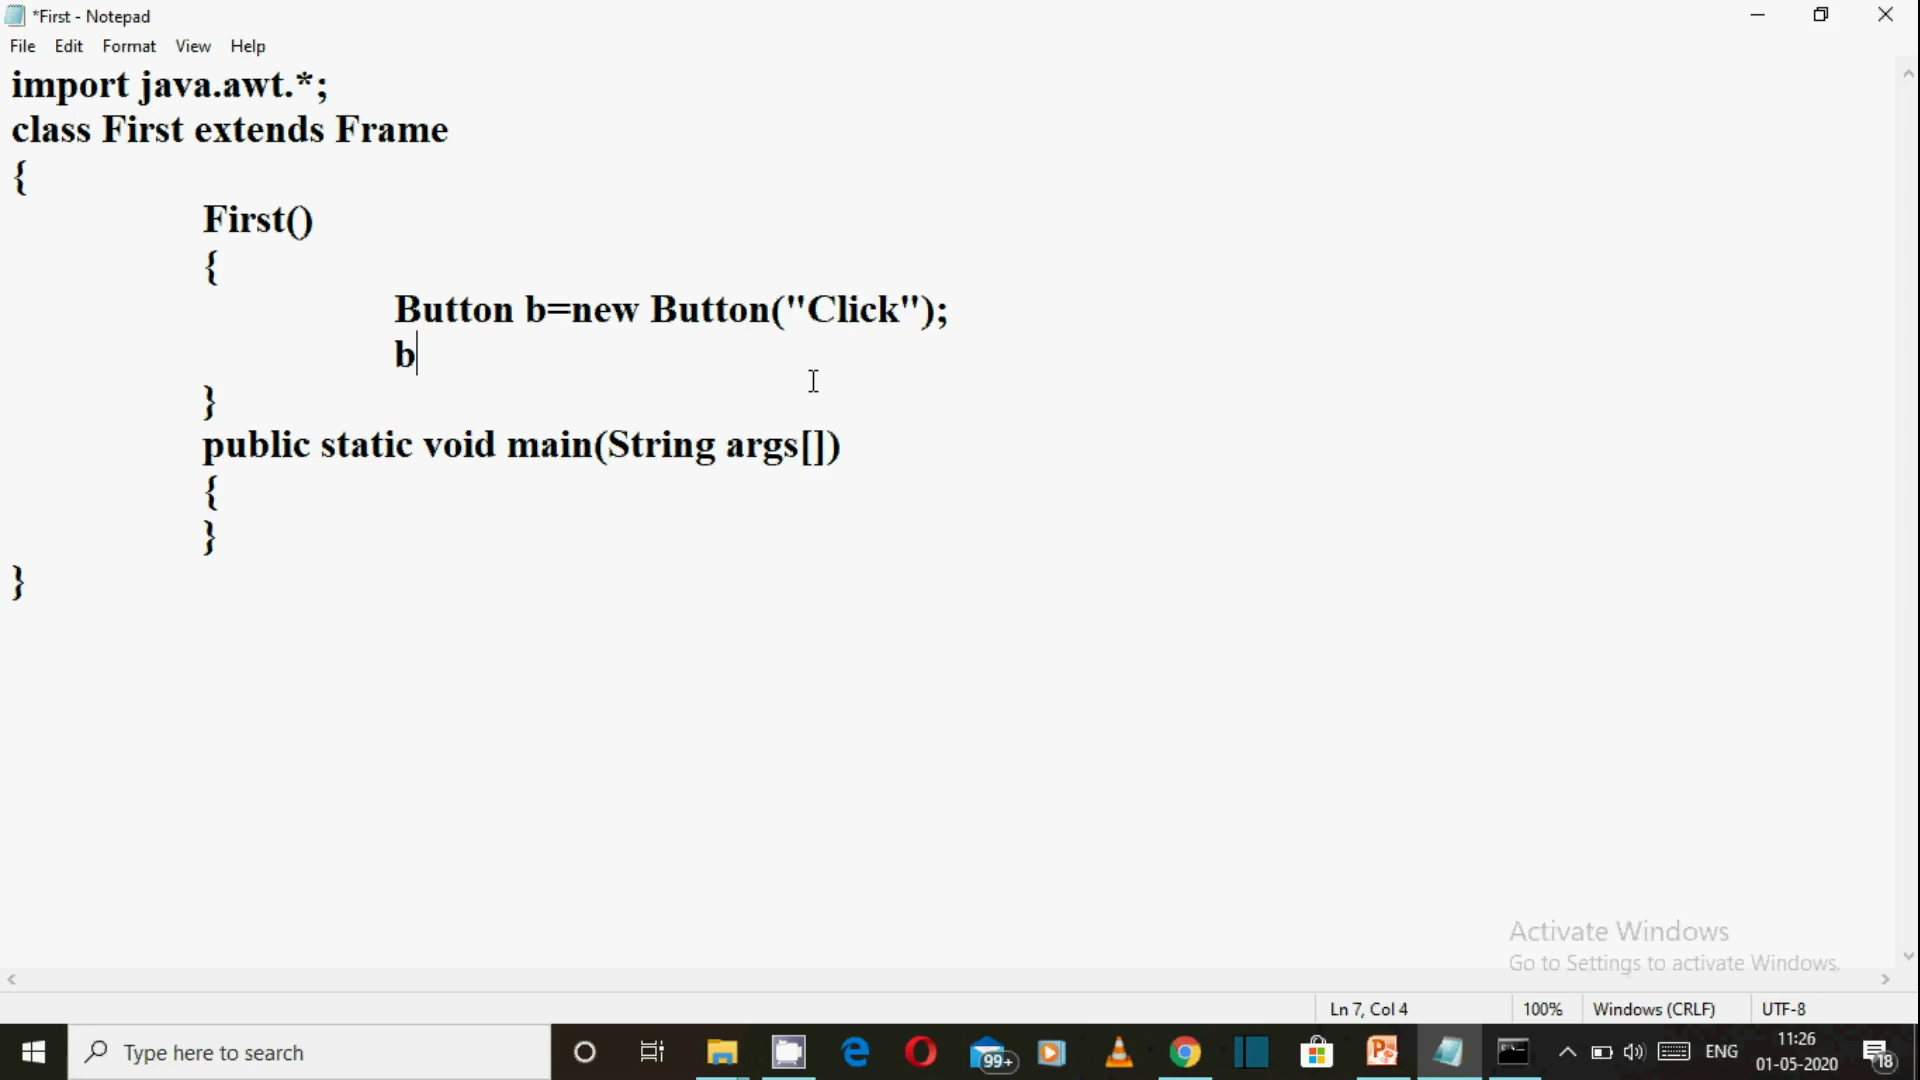 *First - Notepad
File Edit Format View Help
import java.awt.*;
class First extends Frame
{
First()
{
Button b=new Button("Click");
b
}
public static void main(String args[])
{
}
}
Activate Windows
Go to Settings to activate Windows.
Ln 7, Col 4 100% Windows (CRLF) UTF-8
Type here to search 99+ ENG 11:26
01-05-2020 18